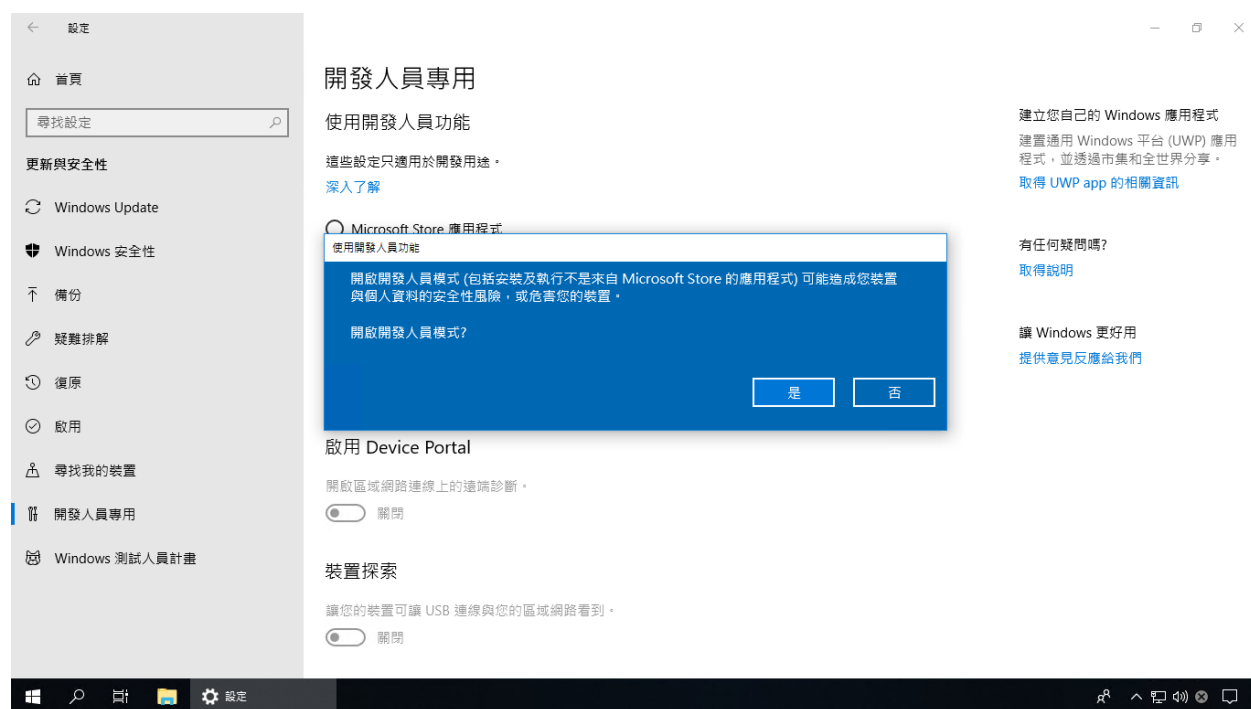 設定
首頁
尋找設定
更新與安全性
Windows Update
Windows 安全性
備份
疑難排解
復原
啟用
尋找我的裝置
開發人員專用
Windows 測試人員計畫
開發人員專用
使用開發人員功能
這些設定只適用於開發用途。
深入了解
Microsoft Store 應用程式
使用開發人員功能
開啟開發人員模式 (包括安裝及執行不是來自 Microsoft Store 的應用程式) 可能造成您裝置
與個人資料的安全性風險，或危害您的裝置。
開啟開發人員模式?
是
否
啟用 Device Portal
開啟區域網路連線上的遠端診斷。
關閉
裝置探索
讓您的裝置可讓 USB 連線與您的區域網路看到。
關閉
建立您自己的 Windows 應用程式
建置通用 Windows 平台 (UWP) 應用
程式，並透過市集和全世界分享。
取得 UWP app 的相關資訊
有任何疑問嗎?
取得說明
讓 Windows 更好用
提供意見反應給我們
設定